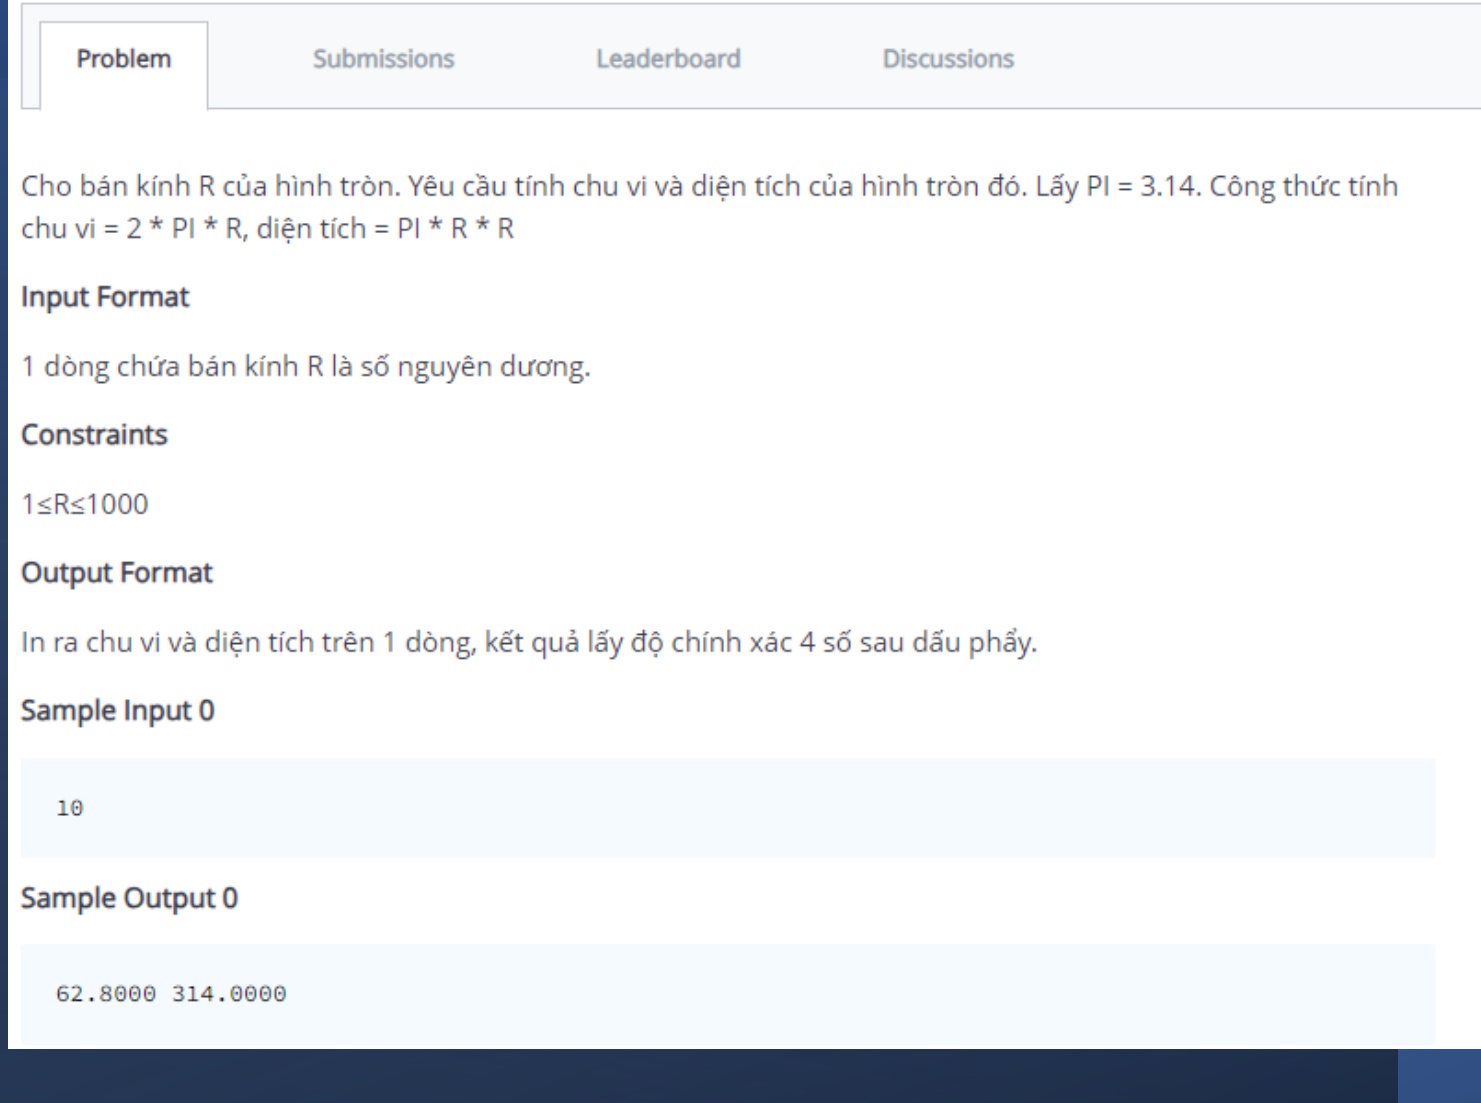 Problem Submissions Leaderboard Discussions
Cho bán kính R của hình tròn. Yêu cầu tính chu vi và diện tích của hình tròn đó. Lấy PI = 3.14. Công thức tính
chu vi = 2 * PI * R, diện tích = PI * R * R
Input Format
1 dòng chứa bán kính R là số nguyên dương.
Constraints
1≤R≤1000
Output Format
In ra chu vi và diện tích trên 1 dòng, kết quả lấy độ chính xác 4 số sau dấu phẩy.
Sample Input 0
10
Sample Output 0
62.8000 314.0000